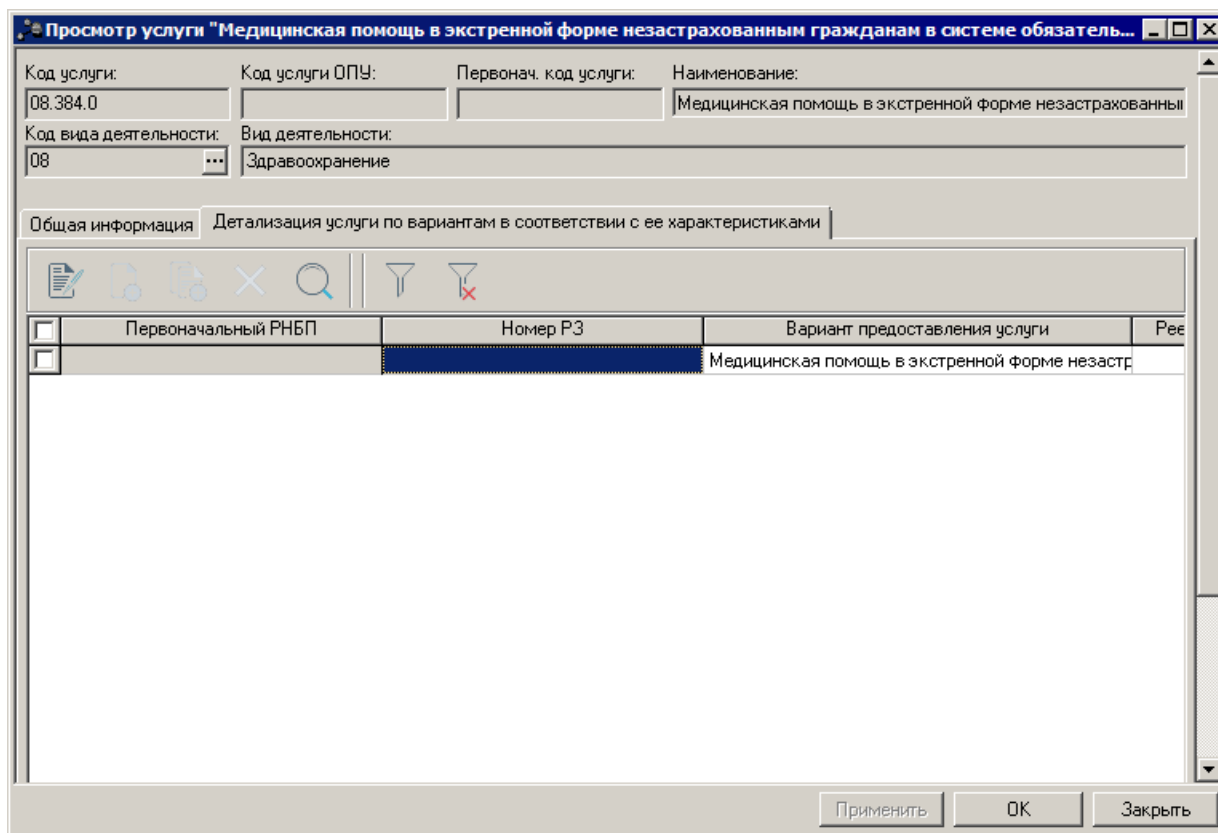 Просмотр услуги "Медицинская помощь в экстренной форме незастрахованным гражданам в системе обязатель...
Код услуги: Код услуги ОПУ: Первонач. код услуги: Наименование:
08.384.0 Медицинская помощь в экстренной форме незастрахованны
Код вида деятельности: Вид деятельности:
08 ... Здравоохранение
Общая информация Детализация услуги по вариантам в соответствии с ее характеристиками
Первоначальный РНБП Номер РЗ Вариант предоставления услуги Рее
Медицинская помощь в экстренной форме незастр
Применить OK Закрыть